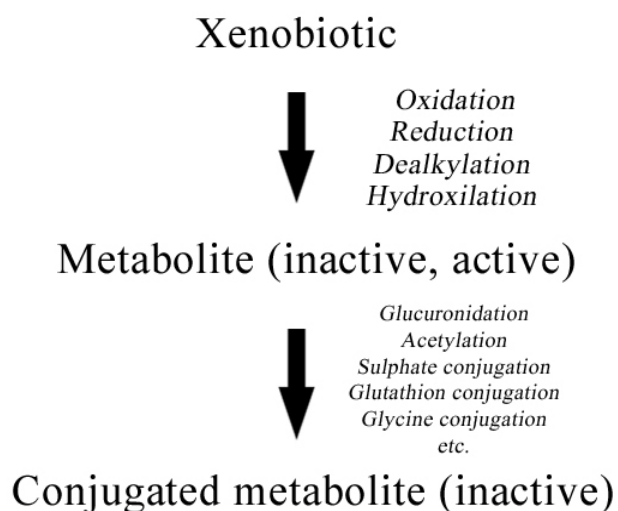 Xenobiotic
Oxidation
Reduction
Dealkylation
Hydroxilation
Metabolite (inactive, active)
Glucuronidation
Acetylation
Sulphate conjugation
Glutathion conjugation
Glycine conjugation
etc.
Conjugated metabolite (inactive)